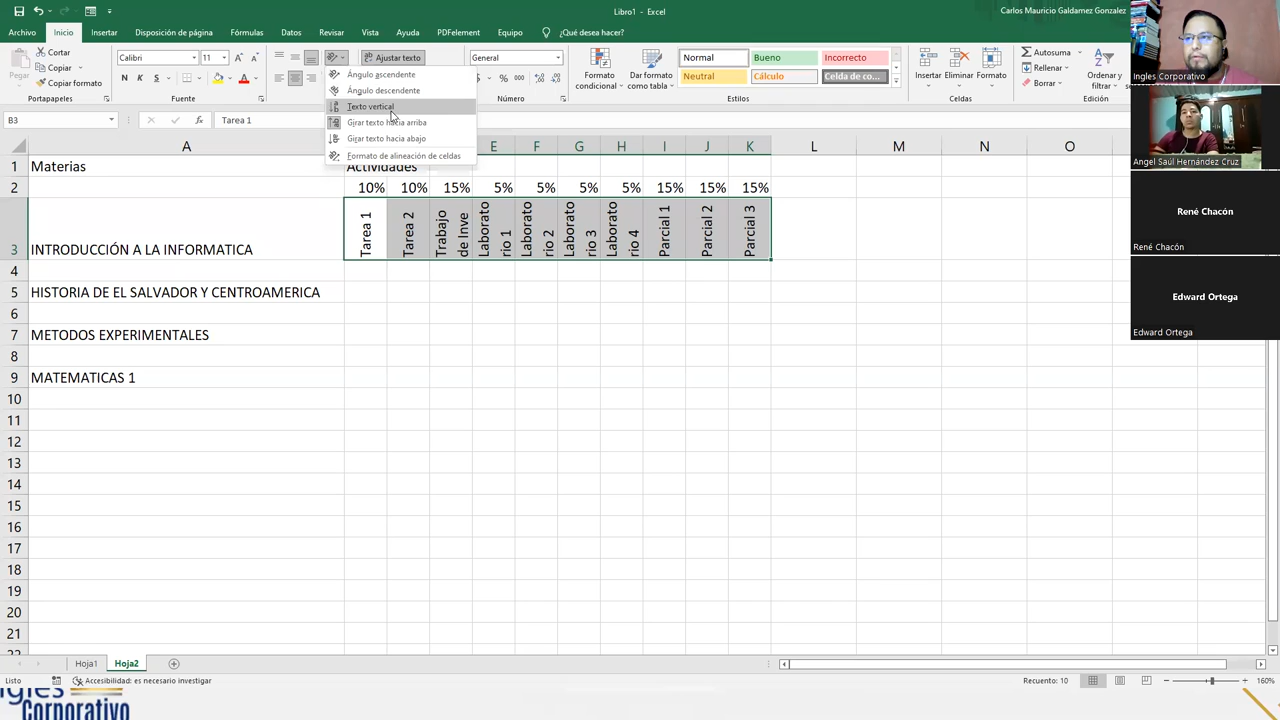 Libro1 - Excel
Carlos Mauricio Galdamez Gonzalez
Archivo Inicio Insertar Disposición de página Fórmulas Datos Revisar Vista Ayuda PDFelement Equipo ¿Qué desea hacer?
Pegar
Cortar
Copiar
Copiar formato
Portapapeles
Calibri 11
N K S
Fuente
Ajustar texto
Ángulo ascendente
Ángulo descendente
Texto vertical
Girar texto hacia arriba
Girar texto hacia abajo
Formato de alineación de celdas
General
$ % 000
Número
Formato condicional
Dar formato como tabla
Normal Bueno Incorrecto
Neutral Cálculo Celda de co...
Estilos
Insertar Eliminar Formato
Celdas
Autosuma
Rellenar
Borrar
Ordenar y
filtrar
Edición
B3 fx Tarea 1
A B C D E F G H I J K L M N O
1 Materias Actividades
2 10% 10% 15% 5% 5% 5% 5% 15% 15% 15%
3 INTRODUCCIÓN A LA INFORMATICA Tarea 1 Tarea 2 Trabajo de Inve Laborato rio 1 Laborato rio 2 Laborato rio 3 Laborato rio 4 Parcial 1 Parcial 2 Parcial 3
4
5 HISTORIA DE EL SALVADOR Y CENTROAMERICA
6
7 METODOS EXPERIMENTALES
8
9 MATEMATICAS 1
10
11
12
13
14
15
16
17
18
19
20
21
22
Hoja1 Hoja2
Listo Accesibilidad: es necesario investigar Recuento: 10 160%
Ingles Corporativo
Angel Saúl Hernández Cruz
René Chacón
René Chacón
Edward Ortega
Edward Ortega
Corporativo